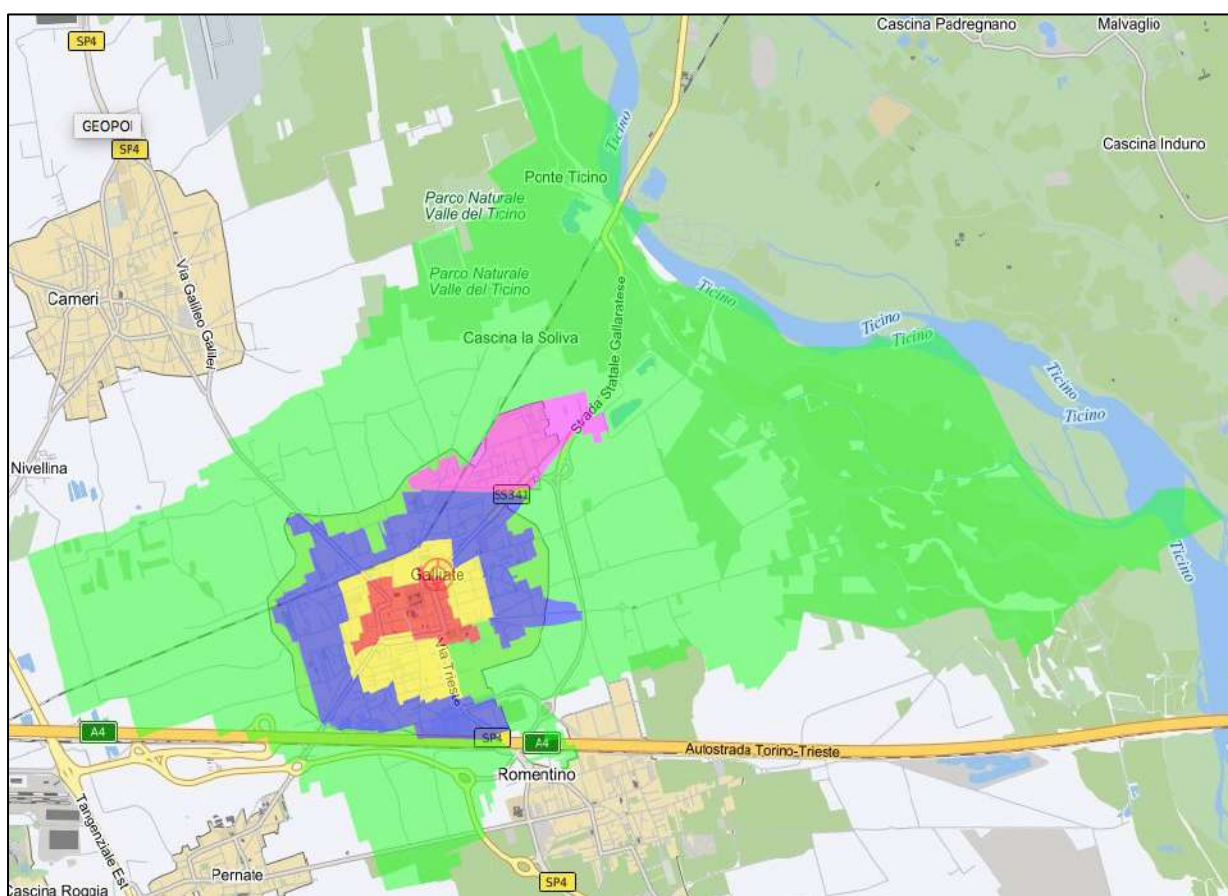 SP4
Cascina Padregnano
Malvaglio
GEOPOI
SP4
Ticino
Cascina Induno
Ponte Ticino
Parco Naturale
Valle del Ticino
Via Galileo Galilei
Parco Naturale
Valle del Ticino
Ticino
Cameri
Ticino
Ticino
Cascina la Soliva
Strada Statale Gallaratese
Ticino
Ticino
Nivellina
SS341
Ticino
Galliate
Via Trieste
A4
SP4
A4
Autostrada Torino-Trieste
Romentino
Tangenziale Est
Pernate
SP4
Cascina Roggia